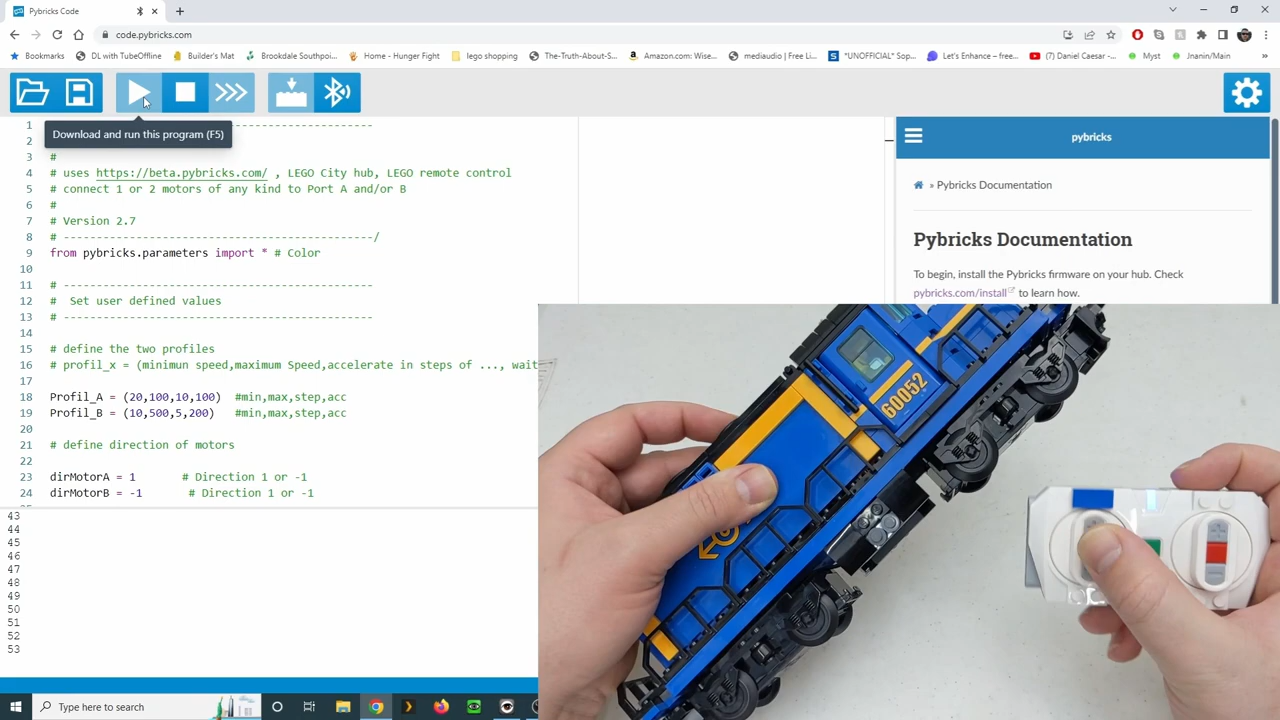 Pybricks Code
code.pybricks.com
Bookmarks DL with TubeOffline Builder's Mat Brookdale Southpoi... Home - Hunger Fight lego shopping The-Truth-About-S... Amazon.com: Wise... mediaudio | Free Li... *UNOFFICIAL* Sop... Let's Enhance – free... (7) Daniel Caesar -... Myst Jnanin/Main »
Download and run this program (F5)
1 ------------------------
2
3 #
4 # uses https://beta.pybricks.com/ , LEGO City hub, LEGO remote control
5 # connect 1 or 2 motors of any kind to Port A and/or B
6 #
7 # Version 2.7
8 # -----------------------------------------------/
9 from pybricks.parameters import * # Color
10
11 # -----------------------------------------------
12 #  Set user defined values
13 # -----------------------------------------------
14
15 # define the two profiles
16 # profil_x = (minimun speed,maximum Speed,accelerate in steps of ..., wait
17
18 Profil_A = (20,100,10,100)  #min,max,step,acc
19 Profil_B = (10,500,5,200)   #min,max,step,acc
20
21 # define direction of motors
22
23 dirMotorA = 1       # Direction 1 or -1
24 dirMotorB = -1       # Direction 1 or -1
43
44
45
46
47
48
49
50
51
52
53
pybricks
» Pybricks Documentation
Pybricks Documentation
To begin, install the Pybricks firmware on your hub. Check
pybricks.com/install to learn how.
60052
Type here to search